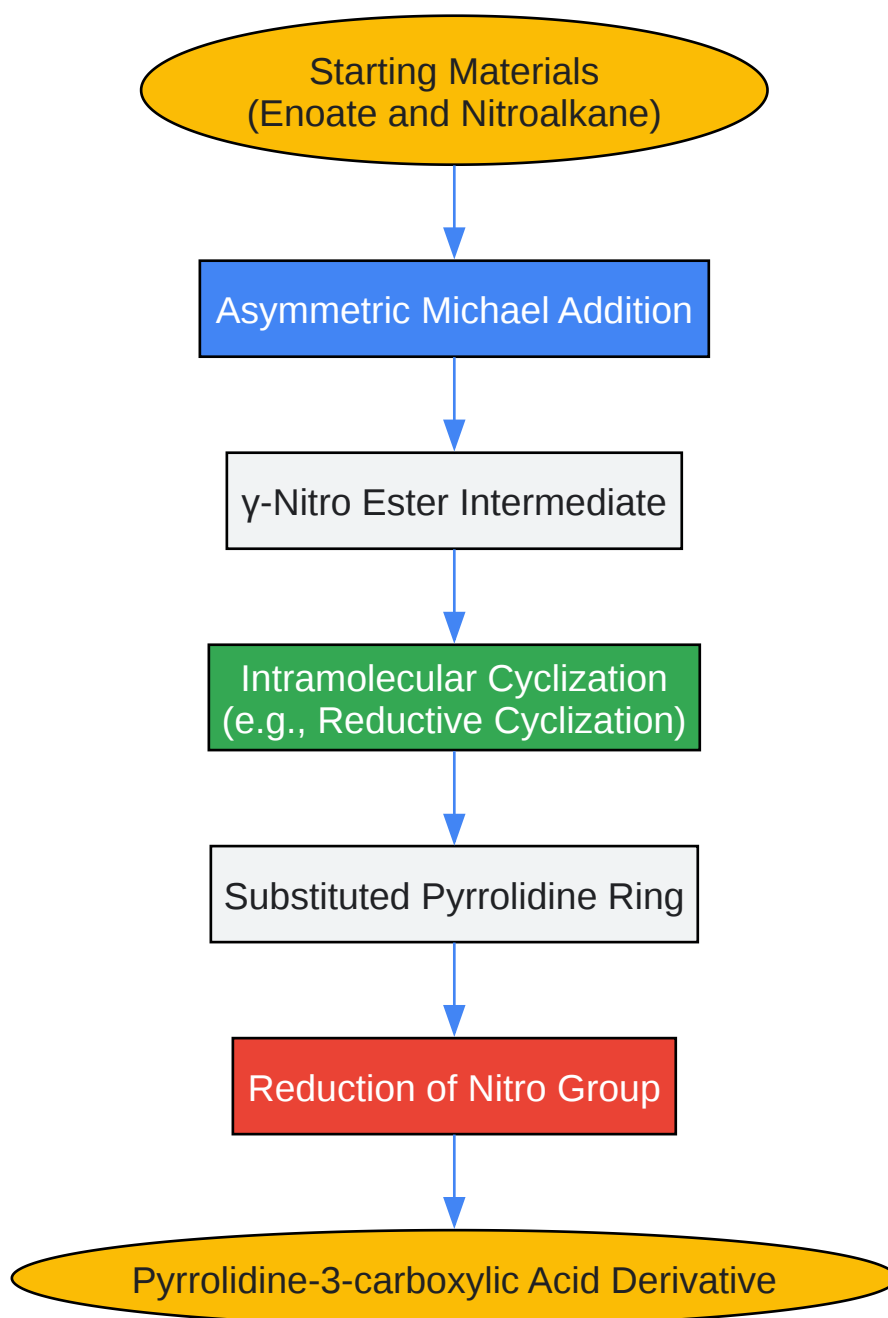 Starting Materials
(Enoate and Nitroalkane)
Asymmetric Michael Addition
γ-Nitro Ester Intermediate
Intramolecular Cyclization
(e.g., Reductive Cyclization)
Substituted Pyrrolidine Ring
Reduction of Nitro Group
Pyrrolidine-3-carboxylic Acid Derivative